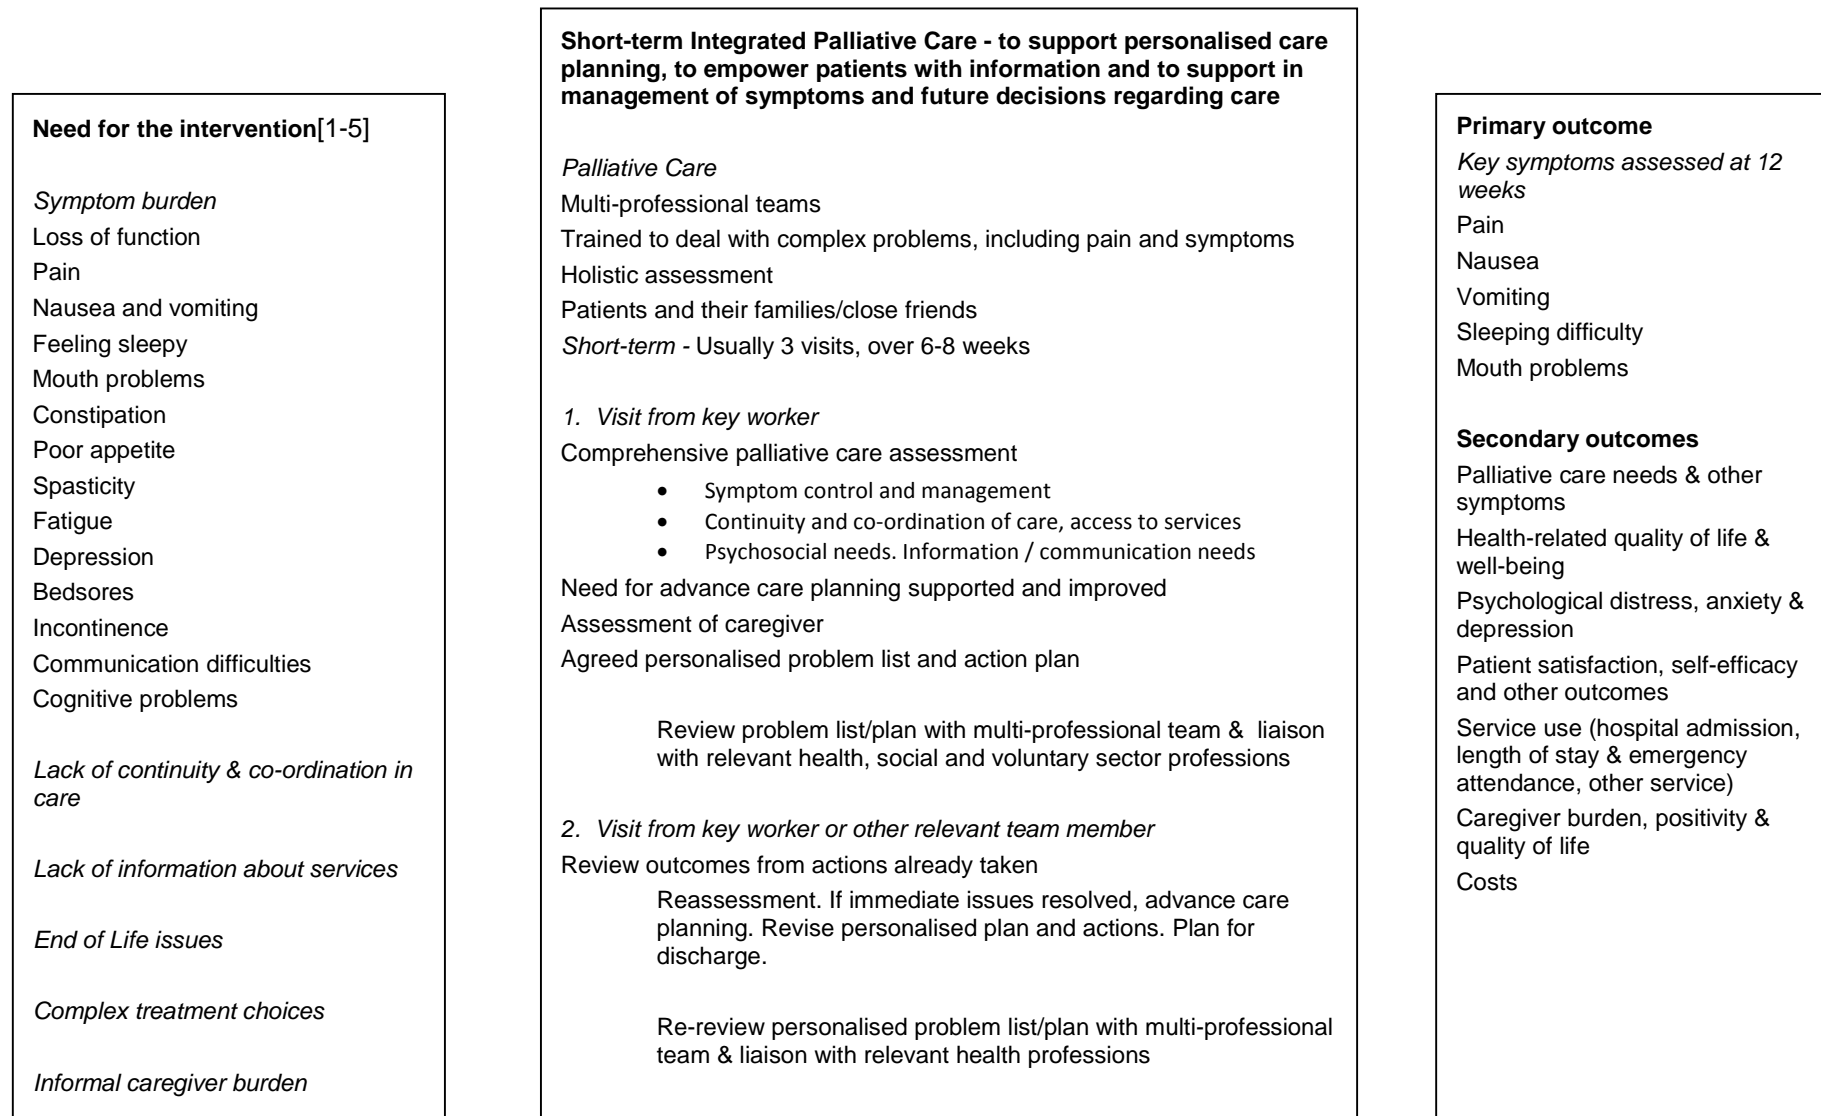 Need for the intervention[1-5]
Symptom burden
Loss of function
Pain
Nausea and vomiting
Feeling sleepy
Mouth problems
Constipation
Poor appetite
Spasticity
Fatigue
Depression
Bedsores
Incontinence
Communication difficulties
Cognitive problems
Lack of continuity & co-ordination in
care
Lack of information about services
End of Life issues
Complex treatment choices
Informal caregiver burden
Short-term Integrated Palliative Care - to support personalised care
planning, to empower patients with information and to support in
management of symptoms and future decisions regarding care
Palliative Care
Multi-professional teams
Trained to deal with complex problems, including pain and symptoms
Holistic assessment
Patients and their families/close friends
Short-term - Usually 3 visits, over 6-8 weeks
1. Visit from key worker
Comprehensive palliative care assessment
• Symptom control and management
• Continuity and co-ordination of care, access to services
• Psychosocial needs. Information / communication needs
Need for advance care planning supported and improved
Assessment of caregiver
Agreed personalised problem list and action plan
Review problem list/plan with multi-professional team & liaison
with relevant health, social and voluntary sector professions
2. Visit from key worker or other relevant team member
Review outcomes from actions already taken
Reassessment. If immediate issues resolved, advance care
planning. Revise personalised plan and actions. Plan for
discharge.
Re-review personalised problem list/plan with multi-professional
team & liaison with relevant health professions
Primary outcome
Key symptoms assessed at 12
weeks
Pain
Nausea
Vomiting
Sleeping difficulty
Mouth problems
Secondary outcomes
Palliative care needs & other
symptoms
Health-related quality of life &
well-being
Psychological distress, anxiety &
depression
Patient satisfaction, self-efficacy
and other outcomes
Service use (hospital admission,
length of stay & emergency
attendance, other service)
Caregiver burden, positivity &
quality of life
Costs